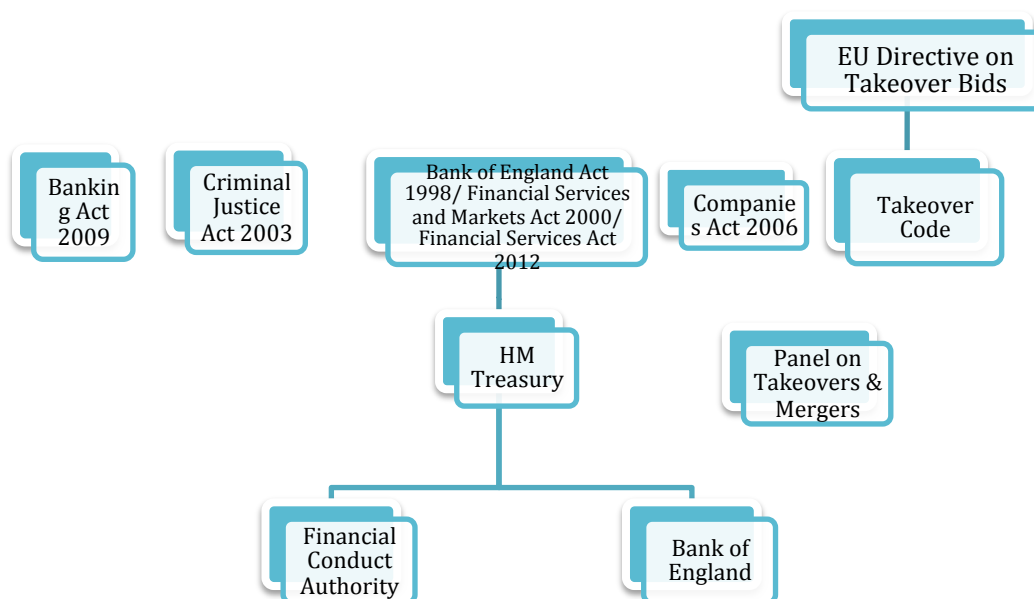 EU Directive on
Takeover Bids
Bankin
g Act
2009
Criminal
Justice
Act 2003
Bank of England Act
1998/ Financial Services
and Markets Act 2000/
Financial Services Act
2012
Companie
s Act 2006
Takeover
Code
HM
Treasury
Panel on
Takeovers &
Mergers
Financial
Conduct
Authority
Bank of
England